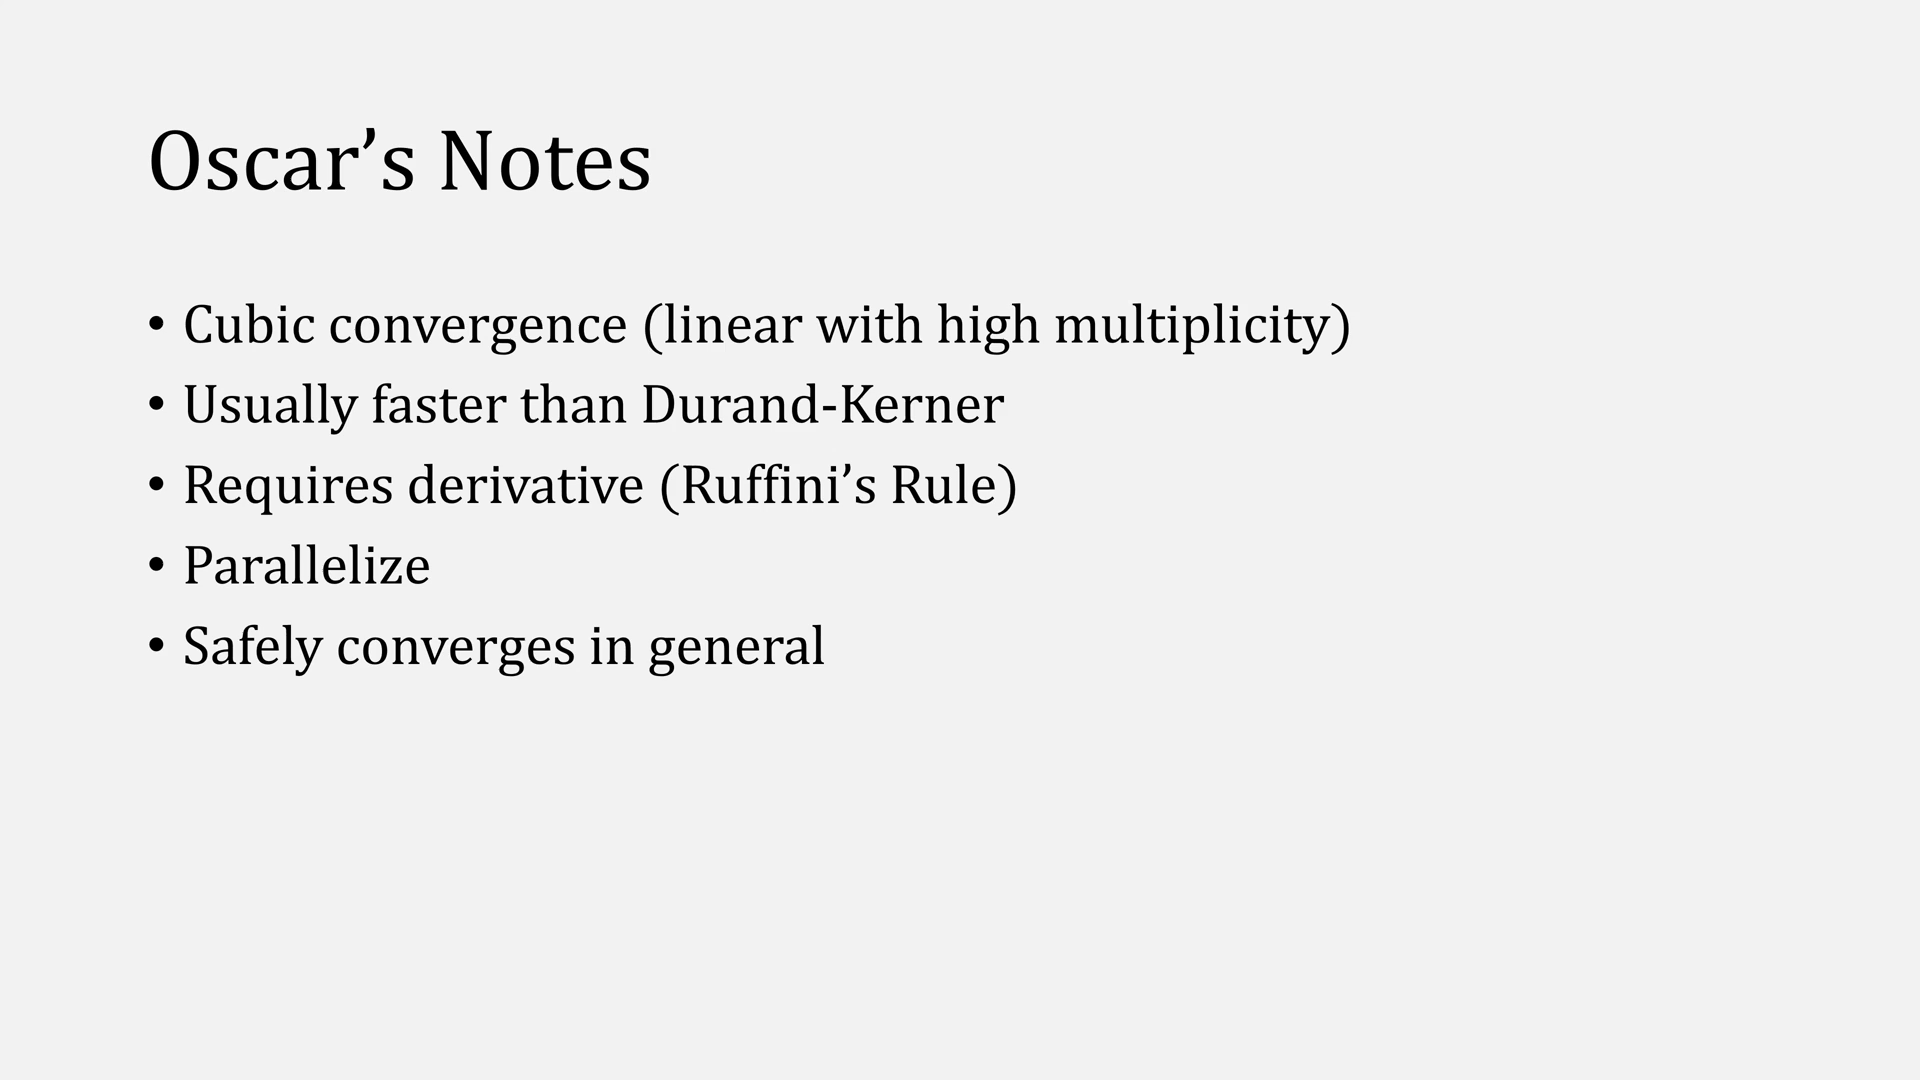 Oscar’s Notes
• Cubic convergence (linear with high multiplicity)
• Usually faster than Durand-Kerner
• Requires derivative (Ruffini’s Rule)
• Parallelize
• Safely converges in general